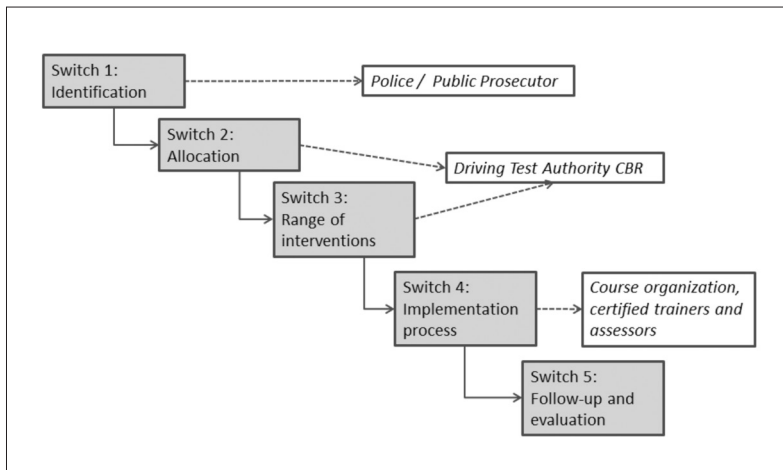 Switch 1:
Identification
Police / Public Prosecutor
Switch 2:
Allocation
Driving Test Authority CBR
Switch 3:
Range of
interventions
Switch 4:
Implementation
process
Course organization,
certified trainers and
assessors
Switch 5:
Follow-up and
evaluation